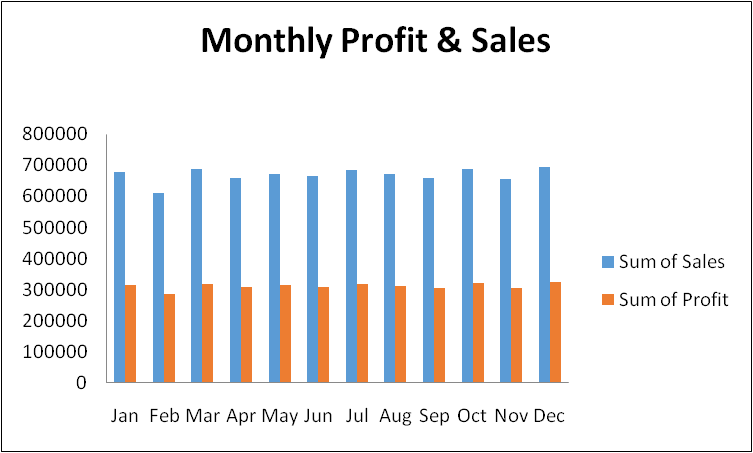 Monthly Profit & Sales
800000
700000
600000
500000
400000
300000
200000
100000
0
Jan Feb Mar Apr May Jun Jul Aug Sep Oct Nov Dec
Sum of Sales
Sum of Profit